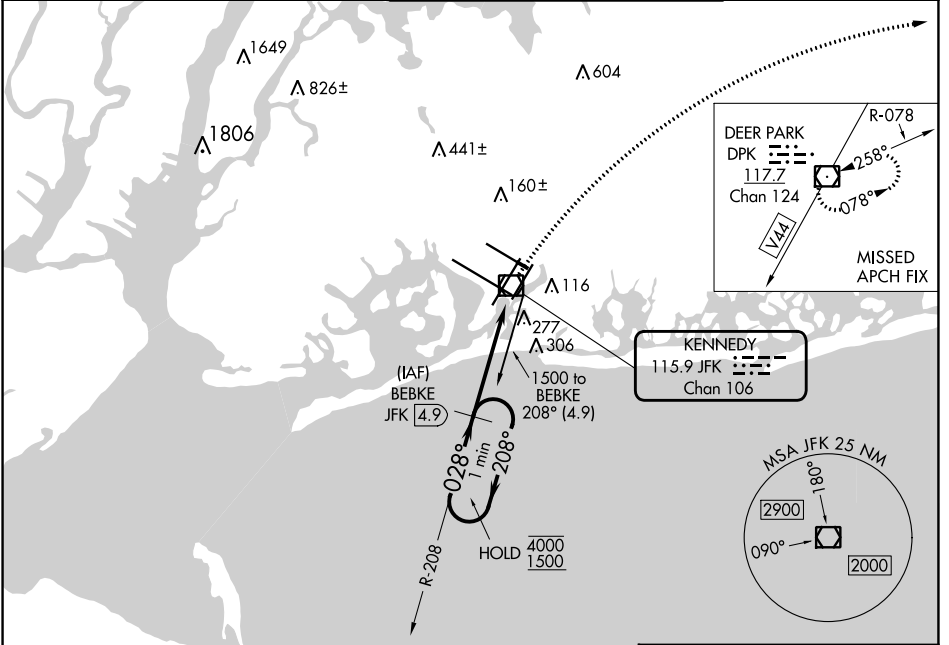 1649
826±
1806
604
441±
160±
116
277
306
DEER PARK
DPK
117.7
Chan 124
R-078
258°
078°
V44
MISSED
APCH FIX
KENNEDY
115.9 JFK
Chan 106
(IAF)
BEBKE
JFK 4.9
1500 to
BEBKE
208° (4.9)
028°
1 min
208°
HOLD 4000
1500
R-208
MSA JFK 25 NM
180°
2900
090°
2000